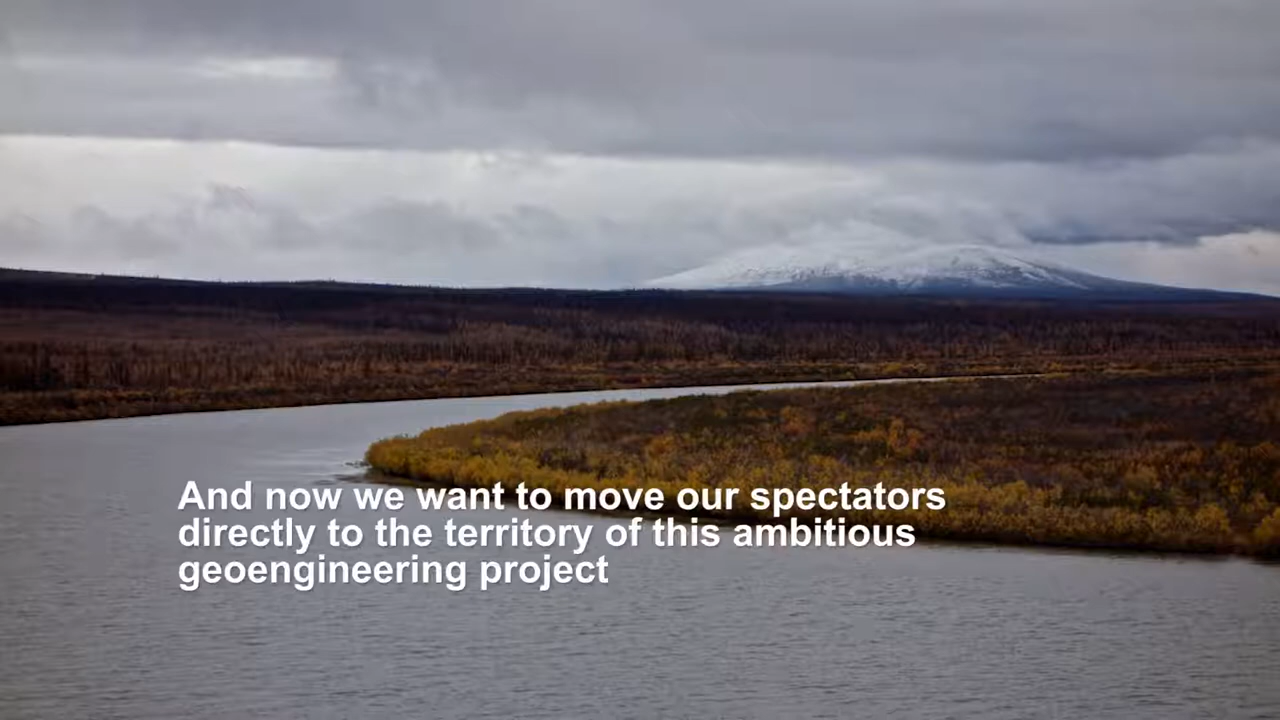 And now we want to move our spectators
directly to the territory of this ambitious
geoengineering project